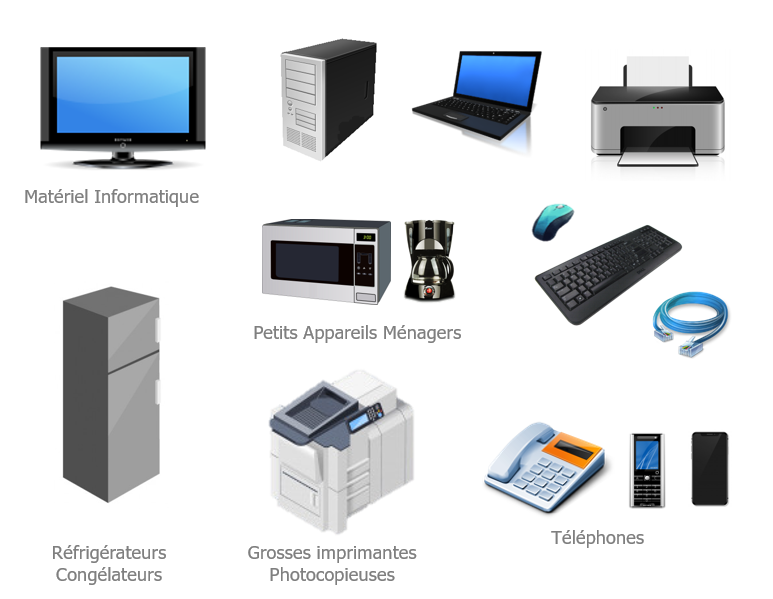 Matériel Informatique
Petits Appareils Ménagers
Réfrigérateurs
Congélateurs
Grosses imprimantes
Photocopieuses
Téléphones